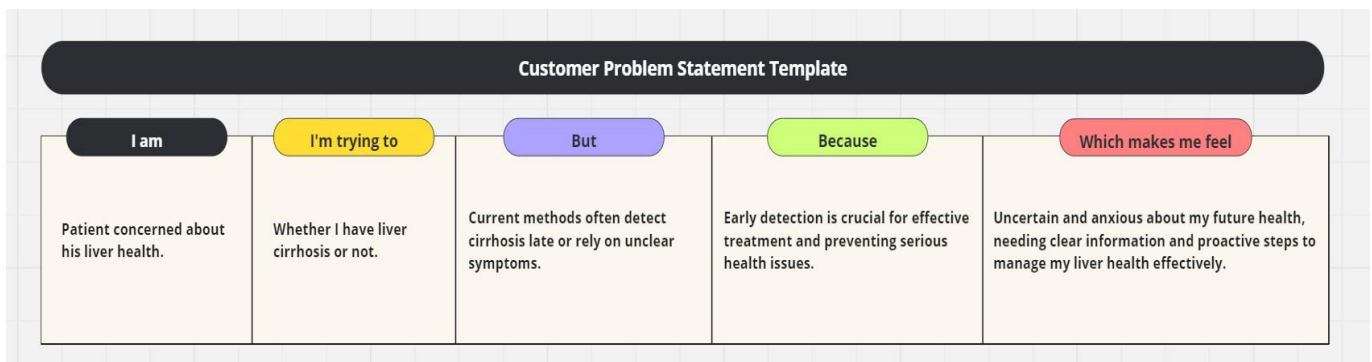 Customer Problem Statement Template
I am
Patient concerned about
his liver health.
I'm trying to
Whether I have liver
cirrhosis or not.
But
Current methods often detect
cirrhosis late or rely on unclear
symptoms.
Because
Early detection is crucial for effective
treatment and preventing serious
health issues.
Which makes me feel
Uncertain and anxious about my future health,
needing clear information and proactive steps to
manage my liver health effectively.